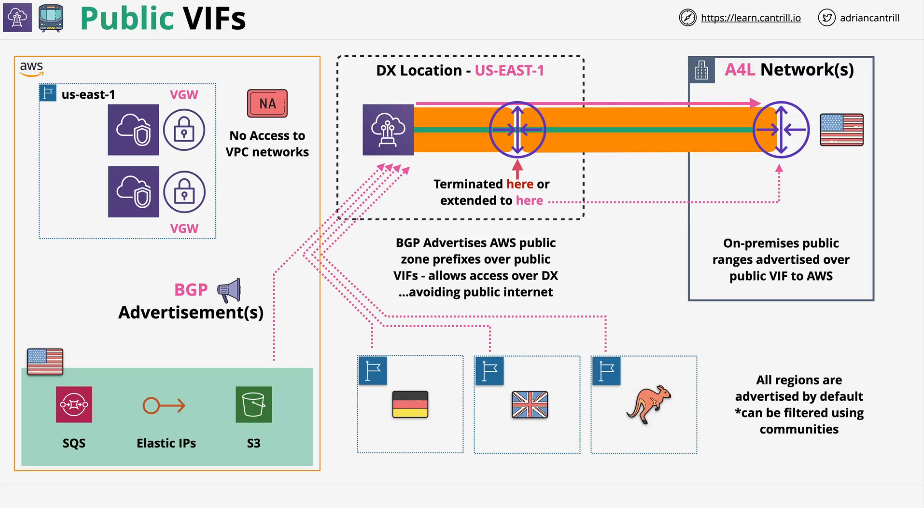 Public VIFs
https://learn.cantrill.io
adriancantrill
aws
us-east-1
VGW
NA
No Access to
VPC networks
VGW
DX Location - US-EAST-1
A4L Network(s)
Terminated here or
extended to here
BGP Advertises AWS public
zone prefixes over public
VIFs - allows access over DX
...avoiding public internet
On-premises public
ranges advertised over
public VIF to AWS
BGP
Advertisement(s)
SQS
Elastic IPs
S3
All regions are
advertised by default
*can be filtered using
communities